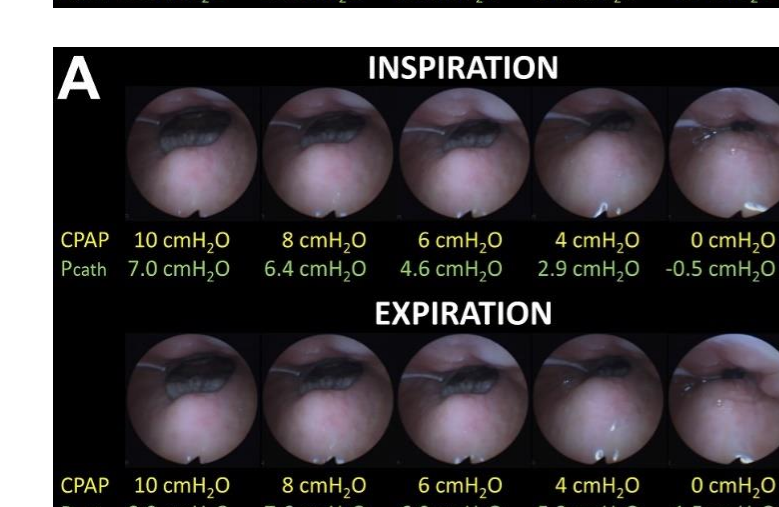 A
INSPIRATION
CPAP 10 cmH₂O 8 cmH₂O 6 cmH₂O 4 cmH₂O 0 cmH₂O
Pcath 7.0 cmH₂O 6.4 cmH₂O 4.6 cmH₂O 2.9 cmH₂O -0.5 cmH₂O
EXPIRATION
CPAP 10 cmH₂O 8 cmH₂O 6 cmH₂O 4 cmH₂O 0 cmH₂O